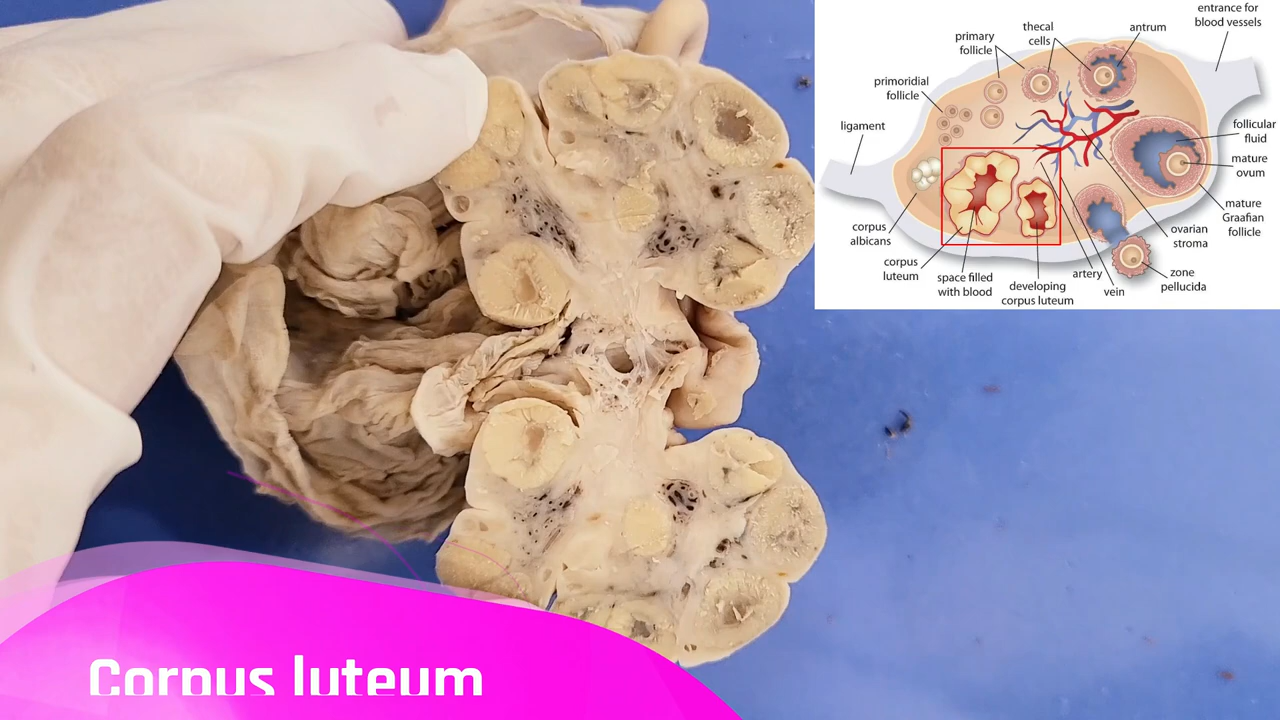 entrance for
blood vessels
thecal
cells
antrum
primary
follicle
primoridial
follicle
ligament
follicular
fluid
mature
ovum
mature
Graafian
follicle
corpus
albicans
ovarian
stroma
corpus
luteum
space filled
with blood
developing
corpus luteum
artery
vein
zone
pellucida
Corpus luteum